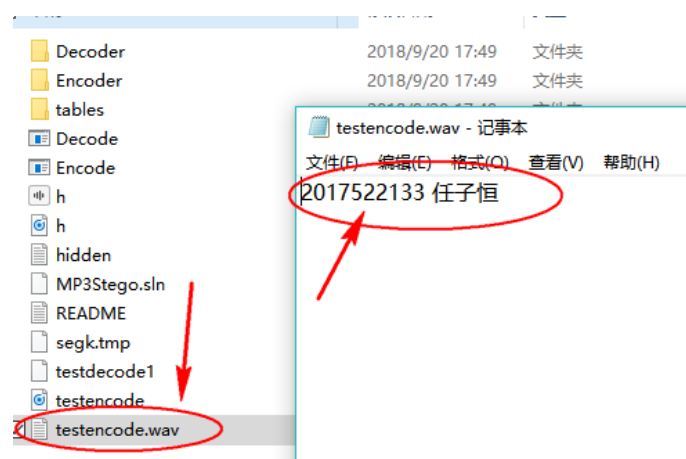 Decoder 2018/9/20 17:49 文件夹
Encoder 2018/9/20 17:49 文件夹
tables
Decode
Encode
h
h
hidden
MP3Stego.sln
README
segk.tmp
testdecode1
testencode
testencode.wav
testencode.wav - 记事本
文件(F) 编辑(E) 格式(O) 查看(V) 帮助(H)
2017522133 任子恒